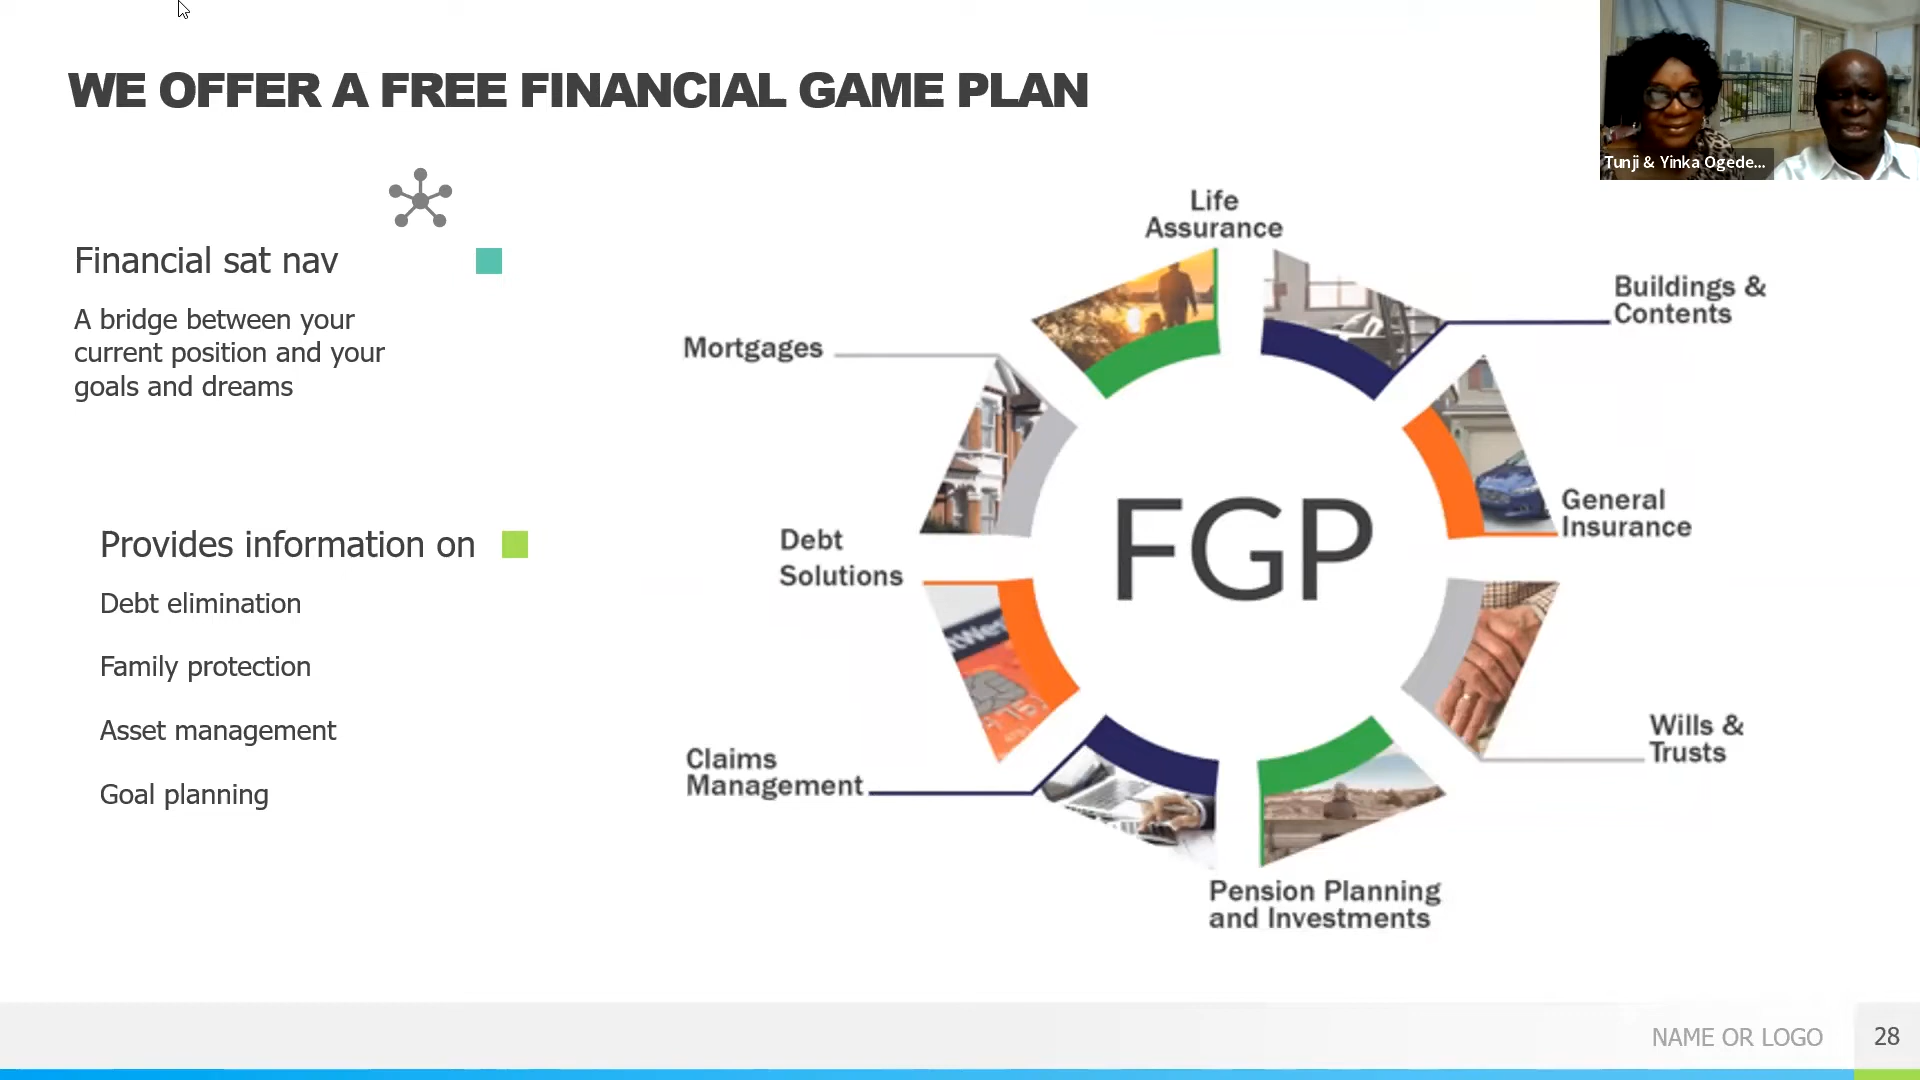 WE OFFER A FREE FINANCIAL GAME PLAN
Tunji & Yinka Ogede...
Financial sat nav
A bridge between your
current position and your
goals and dreams
Provides information on
Debt elimination
Family protection
Asset management
Goal planning
Life
Assurance
Buildings &
Contents
Mortgages
General
Insurance
Debt
Solutions
FGP
Wills &
Trusts
Claims
Management
Pension Planning
and Investments
NAME OR LOGO
28